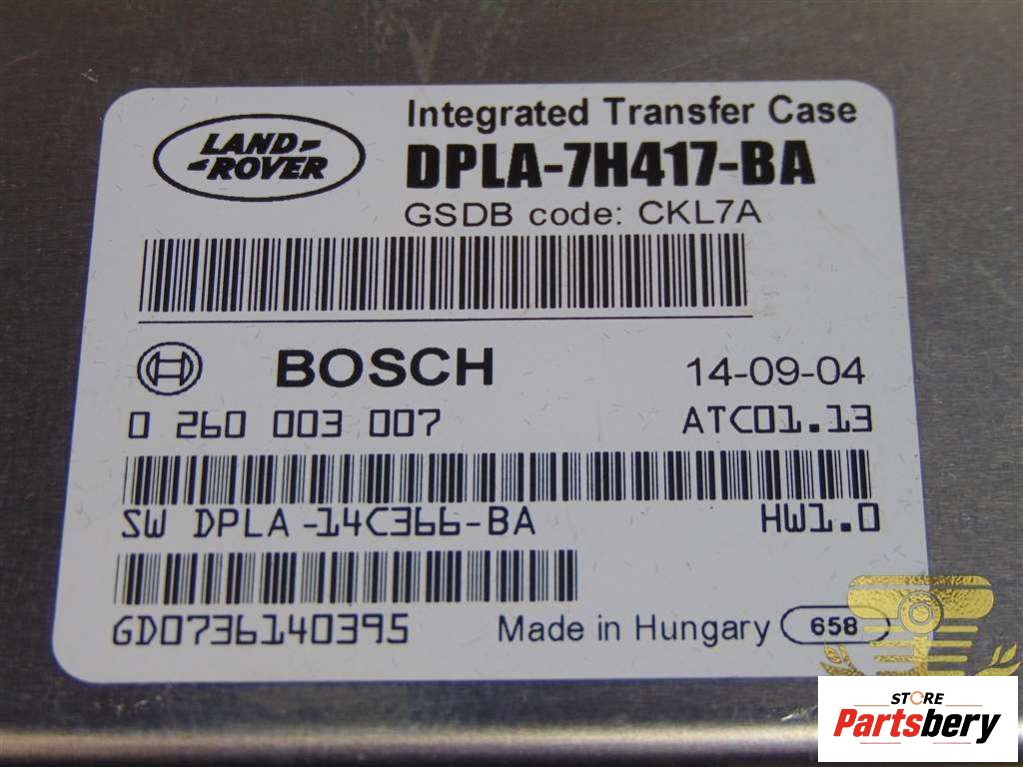 LAND-
-ROVER
Integrated Transfer Case
DPLA-7H417-BA
GSDB code: CKL7A
BOSCH
14-09-04
0 260 003 007
ATC01.13
SW DPLA-14C366-BA
HW1.0
GD0736140395
Made in Hungary
658
STORE
Partsbery